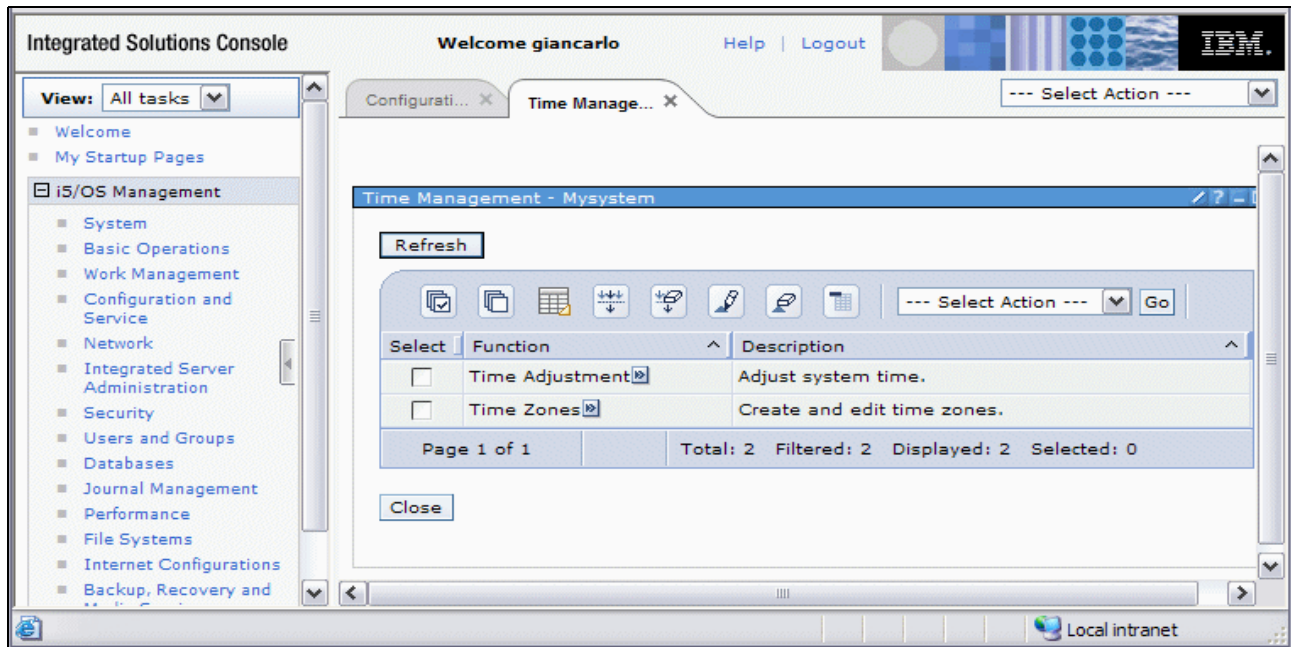 Integrated Solutions Console
Welcome giancarlo
Help | Logout
IBM.
View: All tasks
Welcome
My Startup Pages
i5/OS Management
System
Basic Operations
Work Management
Configuration and
Service
Network
Integrated Server
Administration
Security
Users and Groups
Databases
Journal Management
Performance
File Systems
Internet Configurations
Backup, Recovery and
Configurati...
Time Manage...
--- Select Action ---
Time Management - Mysystem
Refresh
--- Select Action --- Go
Select Function Description
Time Adjustment Adjust system time.
Time Zones Create and edit time zones.
Page 1 of 1 Total: 2 Filtered: 2 Displayed: 2 Selected: 0
Close
Local intranet